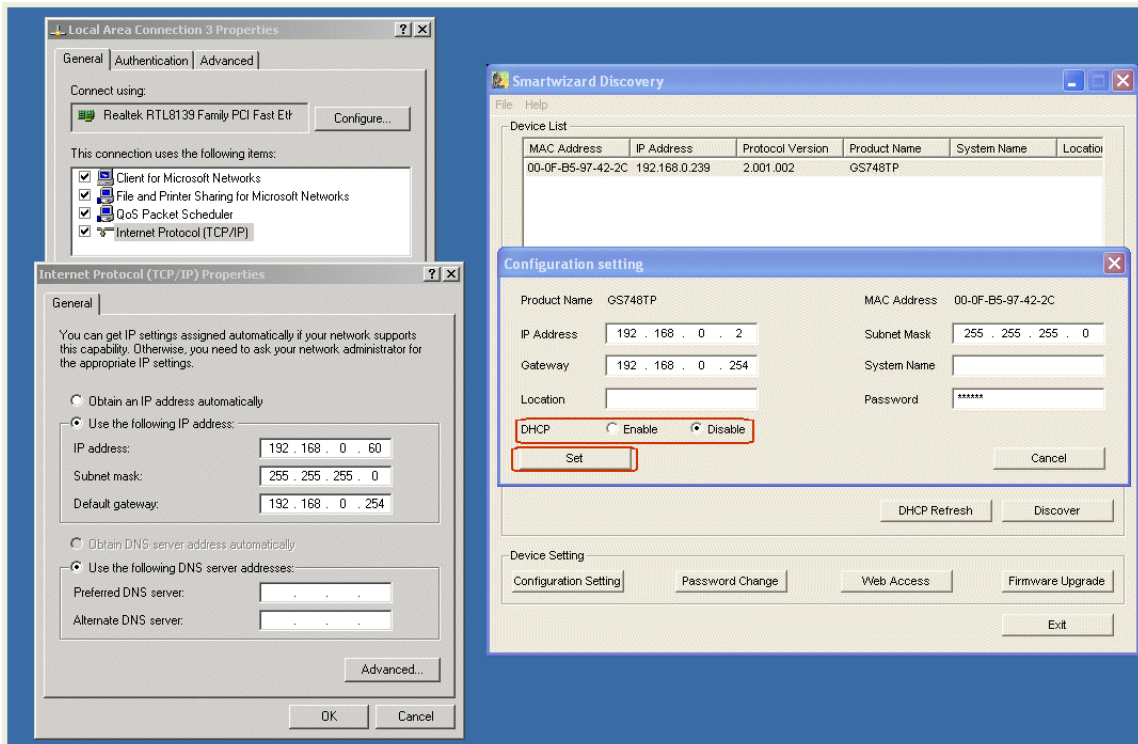 Local Area Connection 3 Properties
General Authentication Advanced
Connect using:
Realtek RTL8139 Family PCI Fast Eth
Configure...
This connection uses the following items:
Client for Microsoft Networks
File and Printer Sharing for Microsoft Networks
QoS Packet Scheduler
Internet Protocol (TCP/IP)
Internet Protocol (TCP/IP) Properties
General
You can get IP settings assigned automatically if your network supports
this capability. Otherwise, you need to ask your network administrator for
the appropriate IP settings.
Obtain an IP address automatically
Use the following IP address:
IP address: 192 . 168 . 0 . 60
Subnet mask: 255 . 255 . 255 . 0
Default gateway: 192 . 168 . 0 . 254
Obtain DNS server address automatically
Use the following DNS server addresses:
Preferred DNS server: . . .
Alternate DNS server: . . .
Advanced...
OK Cancel
Smartwizard Discovery
File Help
Device List
MAC Address IP Address Protocol Version Product Name System Name Location
00-0F-B5-97-42-2C 192.168.0.239 2.001.002 GS748TP
Configuration setting
Product Name GS748TP MAC Address 00-0F-B5-97-42-2C
IP Address 192 . 168 . 0 . 2 Subnet Mask 255 . 255 . 255 . 0
Gateway 192 . 168 . 0 . 254 System Name
Location Password ******
DHCP Enable Disable
Set Cancel
DHCP Refresh Discover
Device Setting
Configuration Setting Password Change Web Access Firmware Upgrade
Exit